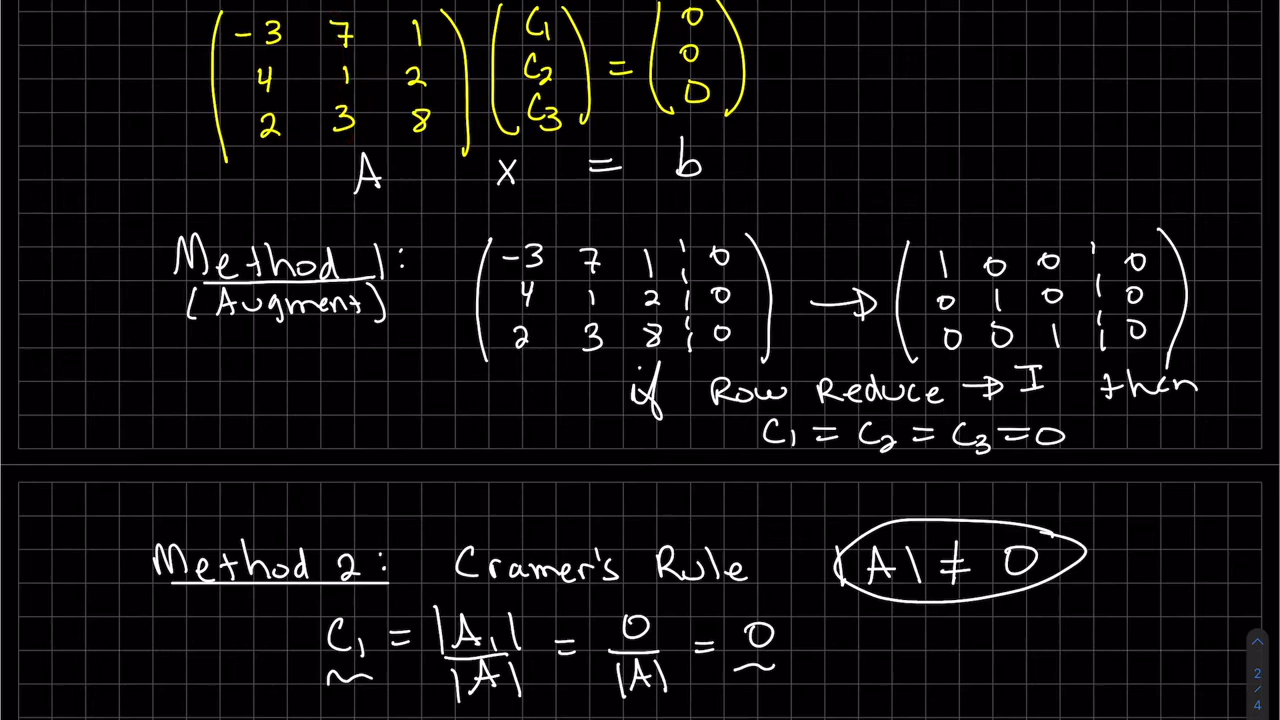 -3 7 1 C1 0
4 1 2 C2 = 0
2 3 8 C3 0
A x = b
Method 1:
(Augment)
-3 7 1 0
4 1 2 0
2 3 8 0
→
1 0 0 0
0 1 0 0
0 0 1 0
if Row Reduce → I then
C1 = C2 = C3 = 0
Method 2: Cramer's Rule |A| ≠ 0
C1 = |A1| / |A| = 0 / |A| = 0
2 / 4